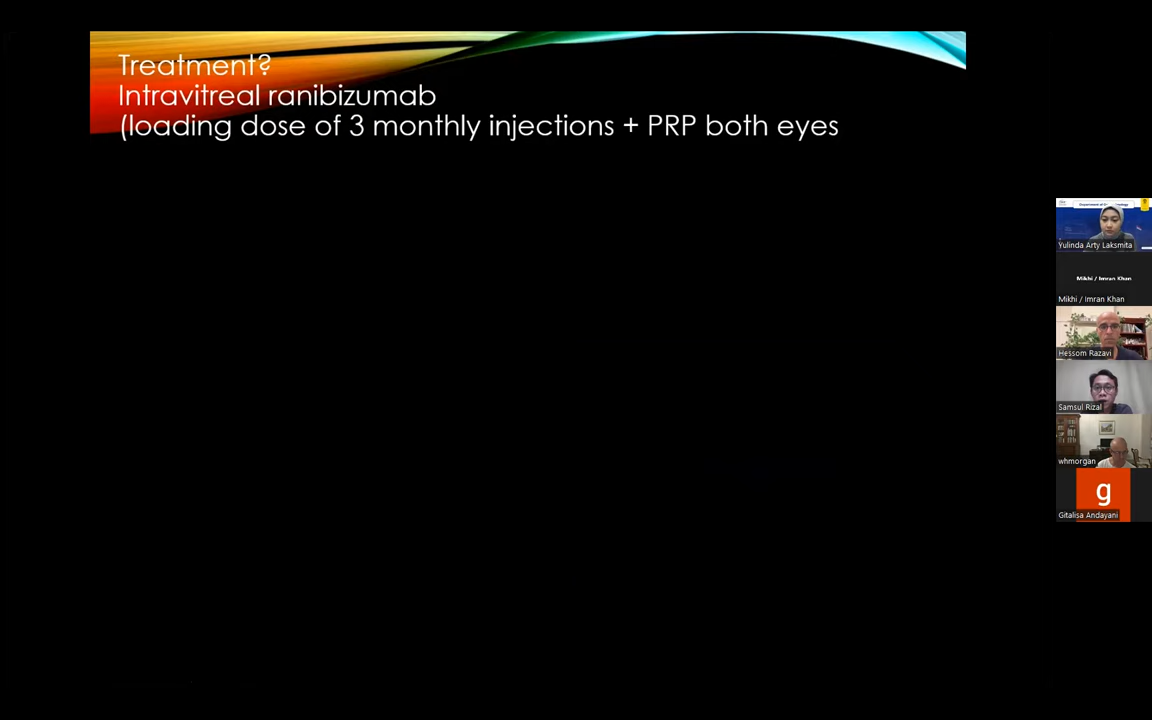 Treatment?
Intravitreal ranibizumab
(loading dose of 3 monthly injections + PRP both eyes
Yulinda Arty Laksmita
Mikhi / Imran Khan
Mikhi / Imran Khan
Hessom Razavi
Samsul Rizal
whmorgan
g
Gitalisa Andayani